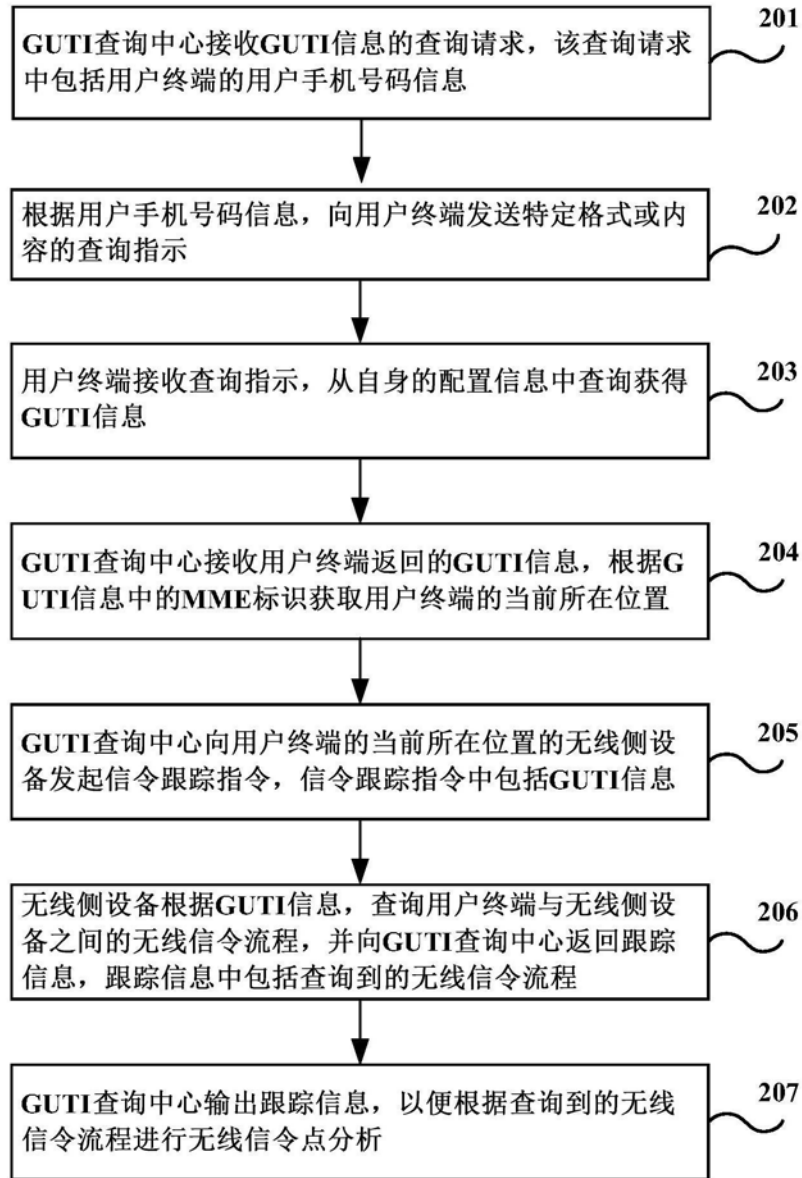 GUTI查询中心接收GUTI信息的查询请求，该查询请求
中包括用户终端的用户手机号码信息
201
根据用户手机号码信息，向用户终端发送特定格式或内
容的查询指示
202
用户终端接收查询指示，从自身的配置信息中查询获得
GUTI信息
203
GUTI查询中心接收用户终端返回的GUTI信息，根据G
UTI信息中的MME标识获取用户终端的当前所在位置
204
GUTI查询中心向用户终端的当前所在位置的无线侧设
备发起信令跟踪指令，信令跟踪指令中包括GUTI信息
205
无线侧设备根据GUTI信息，查询用户终端与无线侧设
备之间的无线信令流程，并向GUTI查询中心返回跟踪
信息，跟踪信息中包括查询到的无线信令流程
206
GUTI查询中心输出跟踪信息，以便根据查询到的无线
信令流程进行无线信令点分析
207